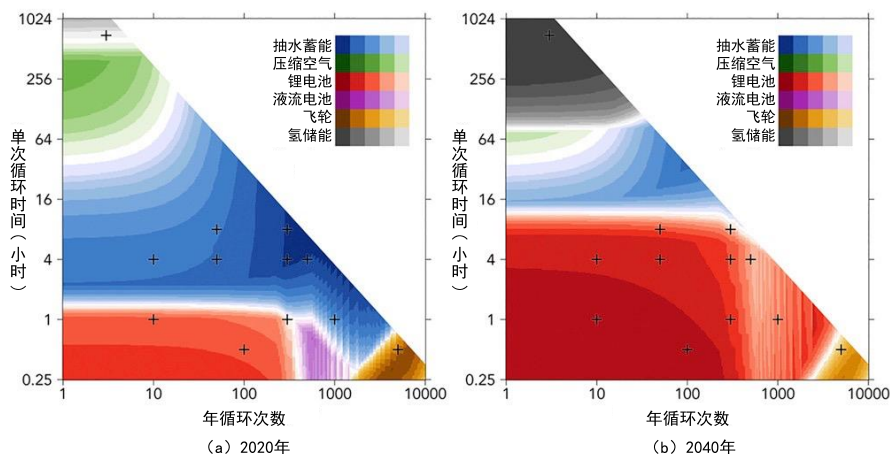 1024
256
64
16
4
1
0.25
单次循环时间（小时）
抽水蓄能
压缩空气
锂电池
液流电池
飞轮
氢储能
1 10 100 1000 10000
年循环次数
（a）2020年
1024
256
64
16
4
1
0.25
单次循环时间（小时）
抽水蓄能
压缩空气
锂电池
液流电池
飞轮
氢储能
1 10 100 1000 10000
年循环次数
（b）2040年